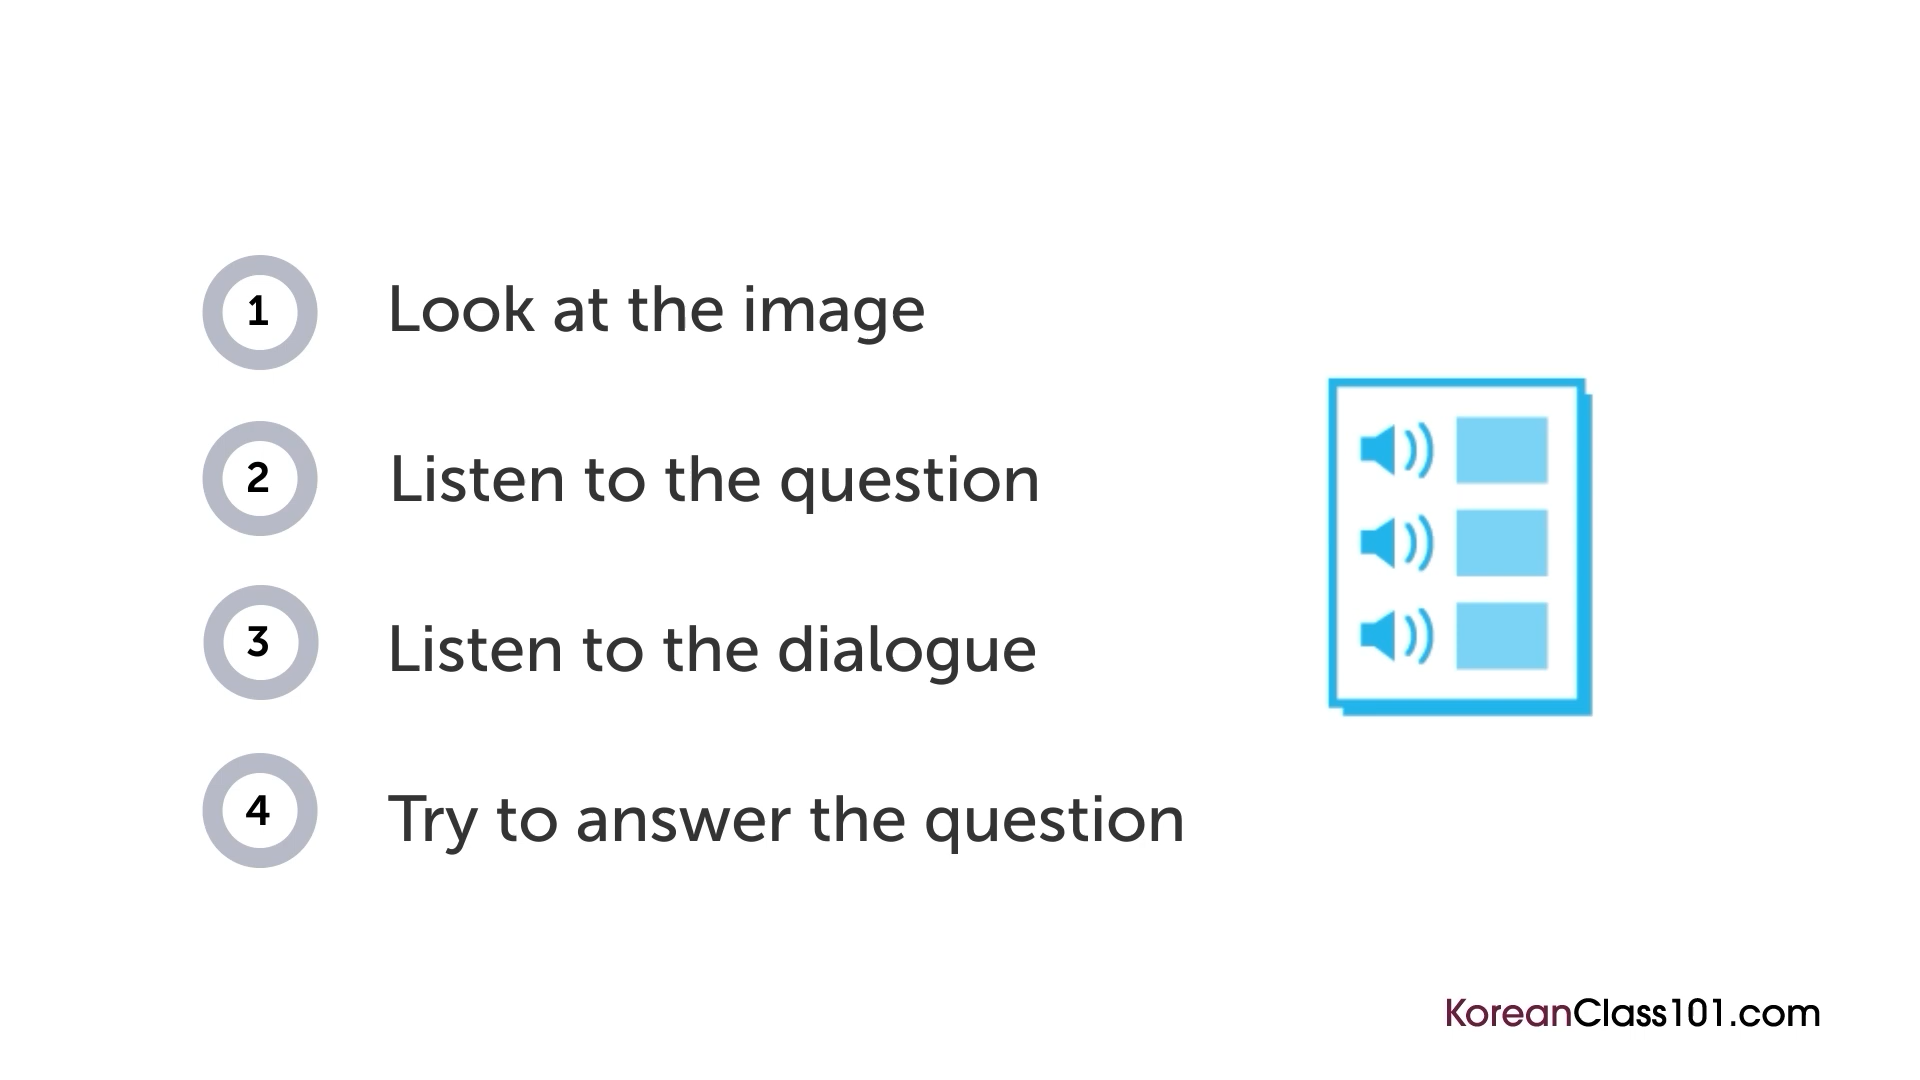 1 Look at the image
2 Listen to the question
3 Listen to the dialogue
4 Try to answer the question
KoreanClass101.com